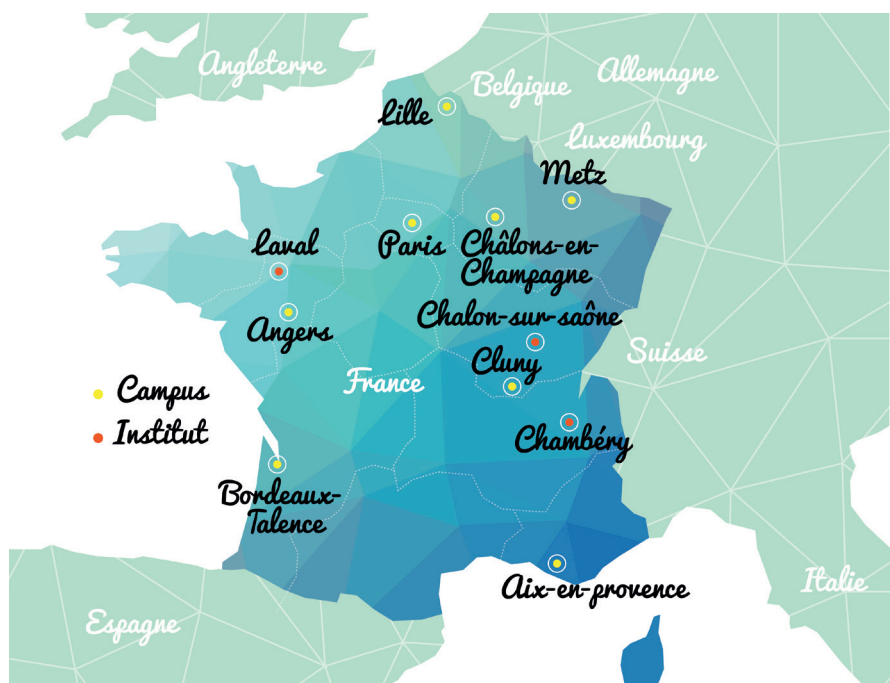 Angleterre
Belgique
Allemagne
Lille
Luxembourg
Metz
Laval
Paris
Châlons-en-
Champagne
Angers
Chalon-sur-saône
Cluny
Suisse
France
Campus
Institut
Chambéry
Bordeaux-
Talence
Aix-en-provence
Italie
Espagne